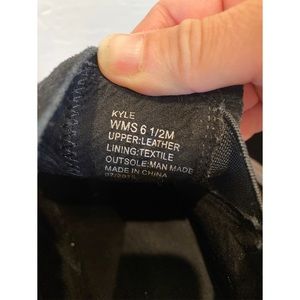 KYLE
WMS 6 1/2M
UPPER:LEATHER
LINING:TEXTILE
OUTSOLE:MAN MADE
MADE IN CHINA